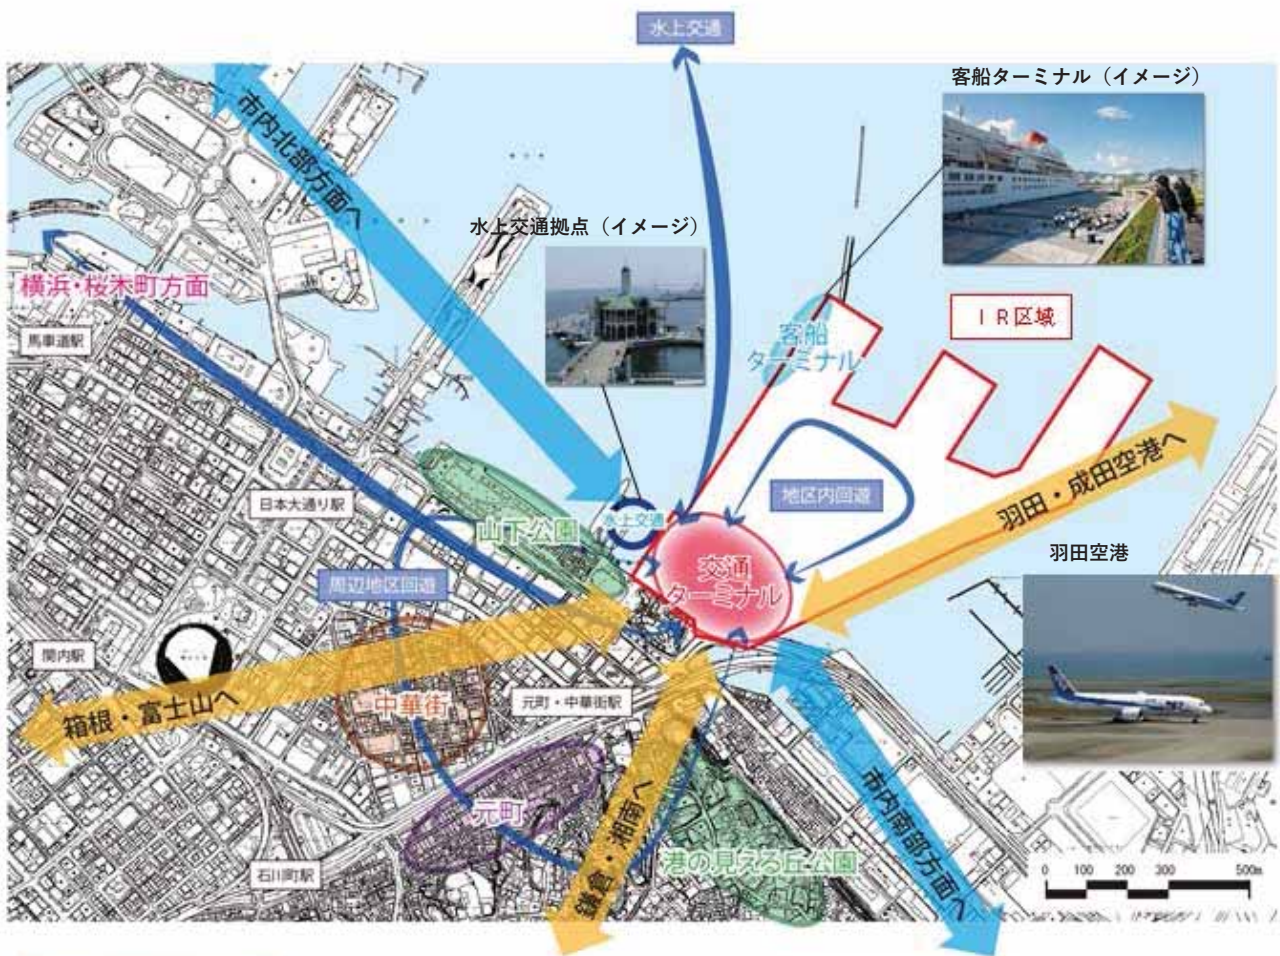 水上交通
客船ターミナル（イメージ）
市内北部方面へ
水上交通拠点（イメージ）
横浜・桜木町方面
馬車道駅
ＩＲ区域
客船
ターミナル
日本大通り駅
山下公園
水上交通
地区内回遊
羽田・成田空港へ
羽田空港
交通
ターミナル
周辺地区回遊
関内駅
箱根・富士山へ
中華街
元町・中華街駅
元町
鎌倉・湘南へ
港の見える丘公園
市内南部方面へ
石川町駅
0 100 200 300 500m